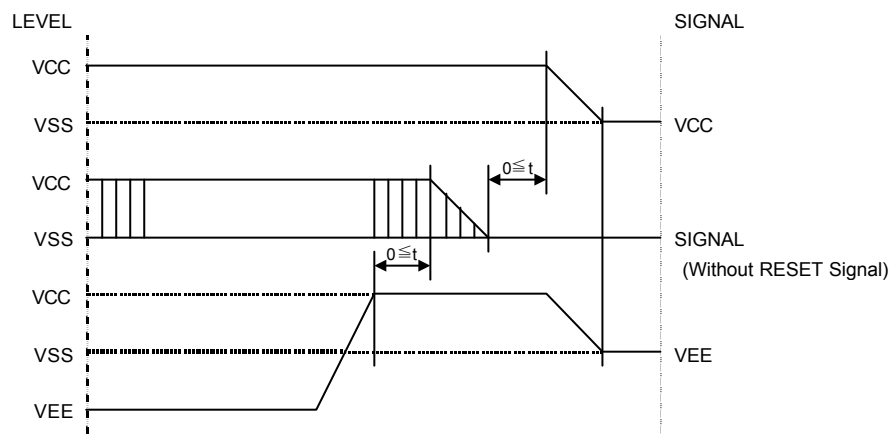 LEVEL SIGNAL
VCC
VSS VCC
0≦t
VCC
VSS SIGNAL
0≦t
(Without RESET Signal)
VCC
VSS VEE
VEE